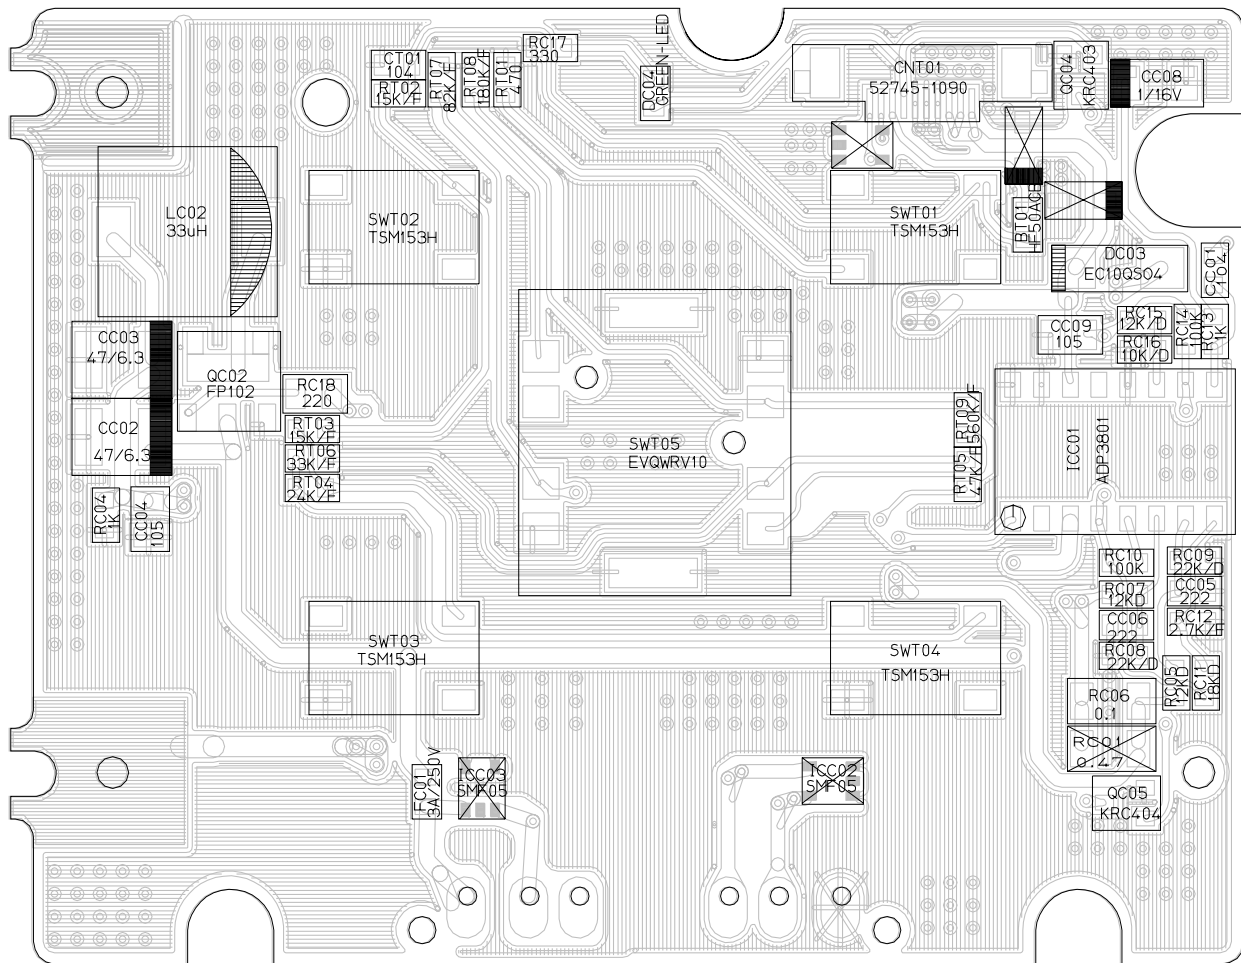 RC17
330
CT01
104
RT02
15K/F
RT07
82K/F
RT08
180K/F
RT01
470
DC04
GREEN-LED
CNT01
52745-1090
QC04
KRC403
CC08
1/16V
LC02
33uH
SWT02
TSM153H
SWT01
TSM153H
BT01
HF50ACB
DC03
EC10QS04
CC01
104
CC03
47/6.3
QC02
FP102
CC09
105
RC15
12K/D
RC16
10K/D
RC14
100K
RC13
1K
RC18
220
CC02
47/6.3
RT03
15K/F
RT06
33K/F
RT04
24K/F
SWT05
EVQWRV10
RT09
560K/F
RT05
47K/F
ICC01
ADP3801
RC04
1K
CC04
105
RC10
100K
RC09
22K/D
RC07
12KD
CC05
222
CC06
222
RC12
2.7K/F
RC08
22K/D
SWT03
TSM153H
SWT04
TSM153H
RC05
12KD
RC11
18KD
RC06
0.1
RC01
0.47
FC01
3A/250V
ICC03
SMF05
ICC02
SMF05
QC05
KRC404